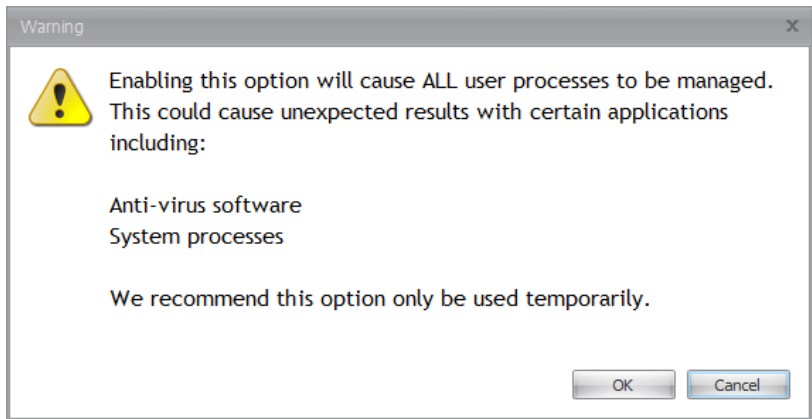 Warning
Enabling this option will cause ALL user processes to be managed.
This could cause unexpected results with certain applications
including:
Anti-virus software
System processes
We recommend this option only be used temporarily.
OK Cancel